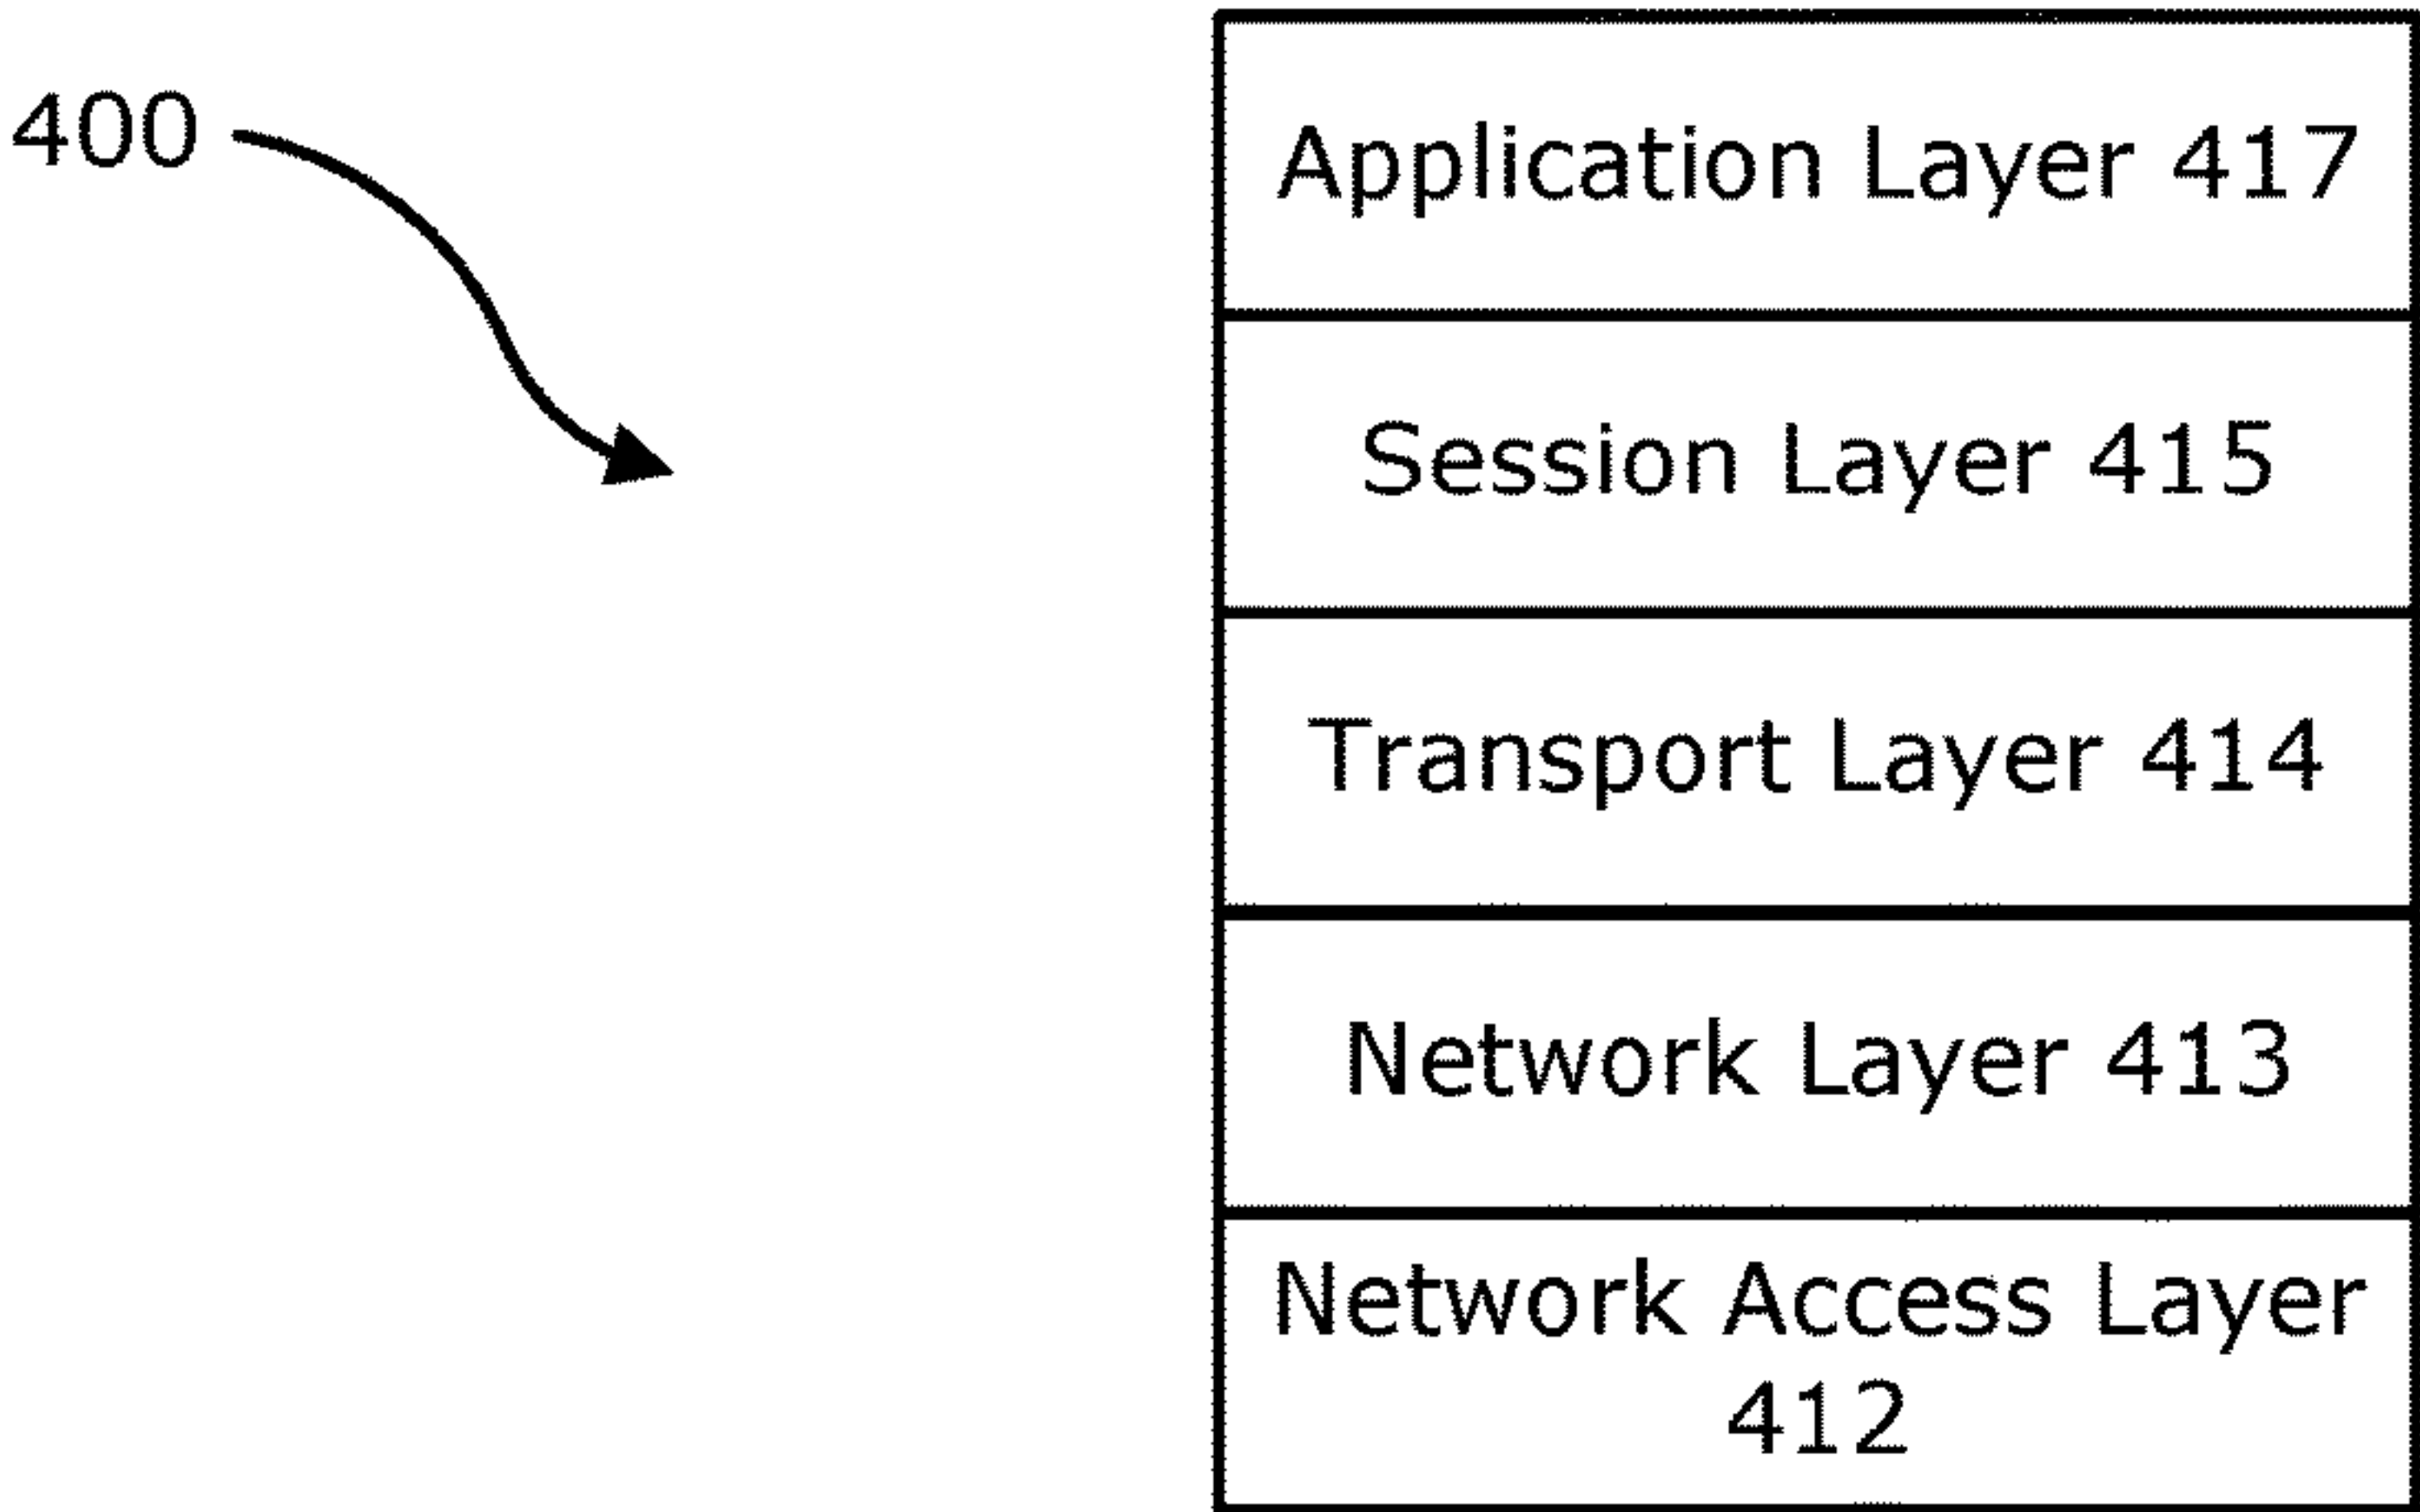 400
Application Layer 417
Session Layer 415
Transport Layer 414
Network Layer 413
Network Access Layer
412